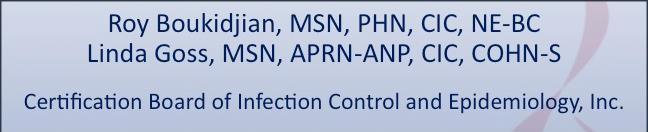 Roy Boukidjian, MSN, PHN, CIC, NE-BC
Linda Goss, MSN, APRN-ANP, CIC, COHN-S
Certification Board of Infection Control and Epidemiology, Inc.